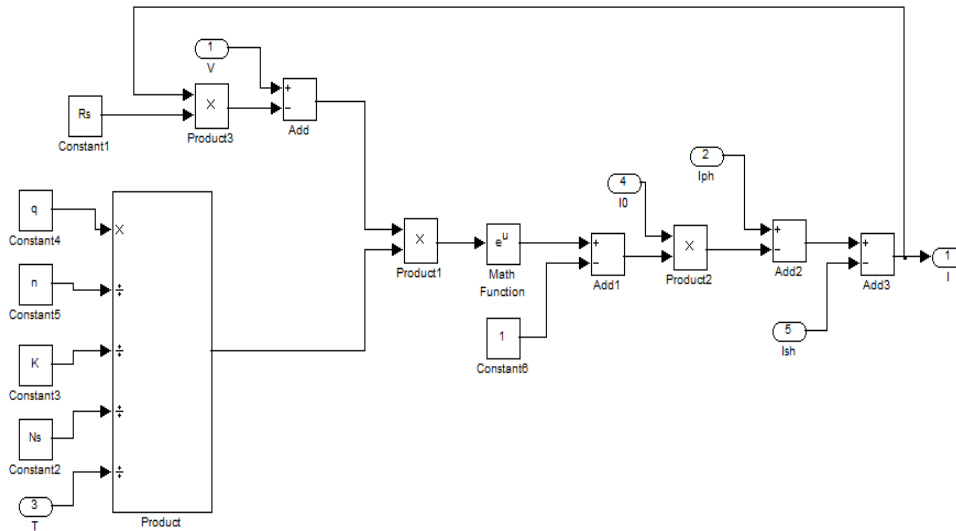 1
V
+
−
Add
Rs
Constant1
×
Product3
q
Constant4
n
Constant5
K
Constant3
Ns
Constant2
3
T
×
÷
÷
÷
÷
Product
×
Product1
e^u
Math
Function
4
I0
+
−
Add1
1
Constant6
×
Product2
2
Iph
+
−
Add2
+
−
Add3
5
Ish
1
I